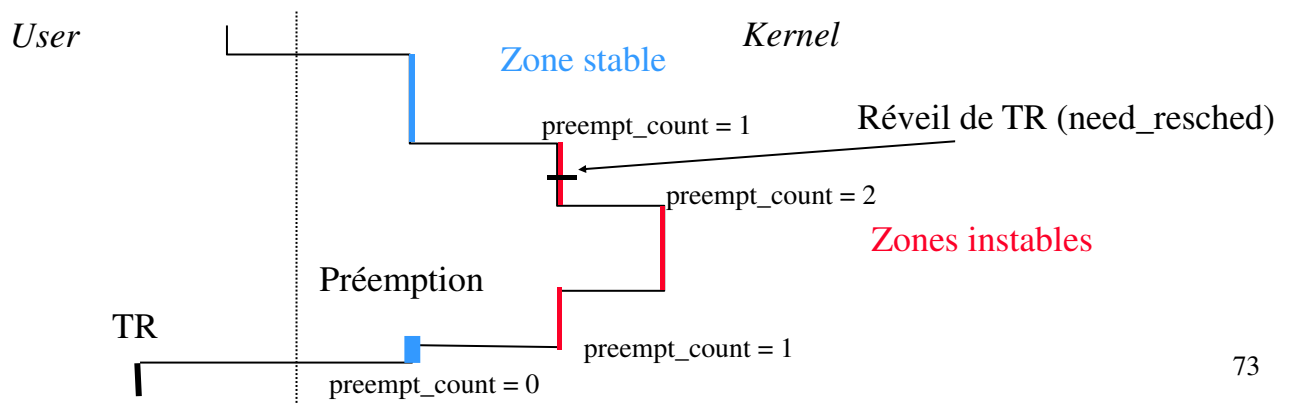 User
Kernel
Zone stable
preempt_count = 1
Réveil de TR (need_resched)
preempt_count = 2
Zones instables
Préemption
TR
preempt_count = 1
preempt_count = 0
73